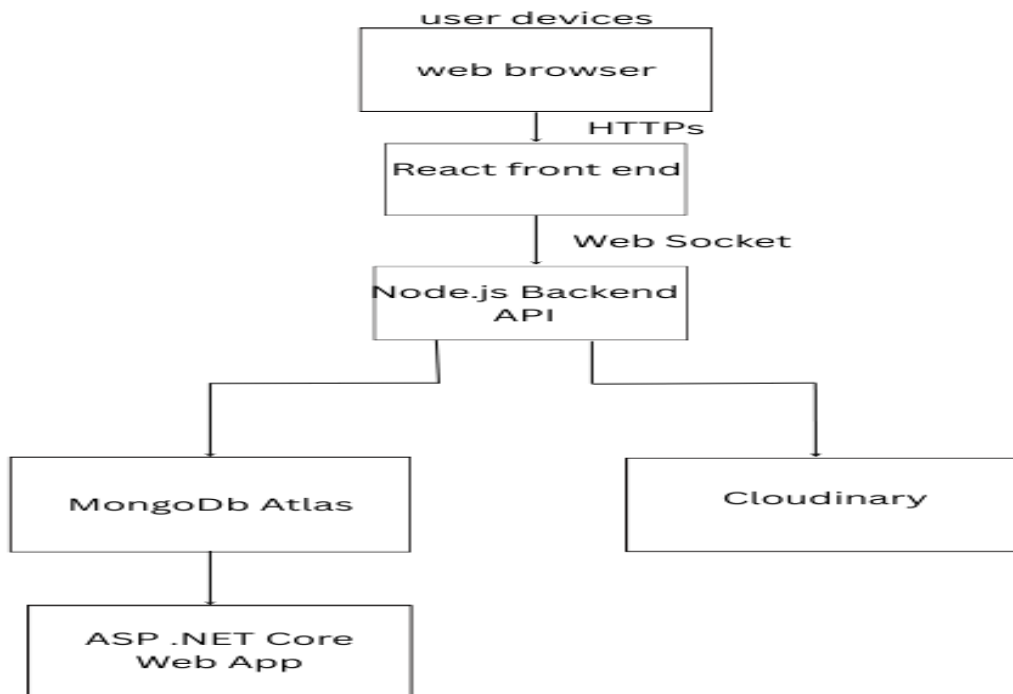 user devices
web browser
HTTPs
React front end
Web Socket
Node.js Backend
API
MongoDb Atlas
Cloudinary
ASP .NET Core
Web App